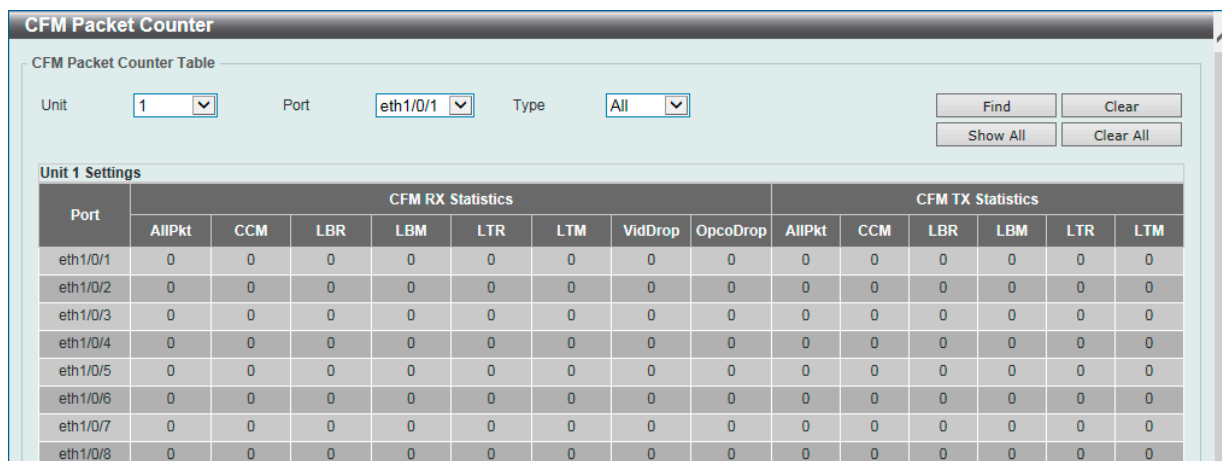 CFM Packet Counter
CFM Packet Counter Table
Unit 1 Port eth1/0/1 Type All Find Clear
Show All Clear All
Unit 1 Settings
Port CFM RX Statistics CFM TX Statistics
AllPkt CCM LBR LBM LTR LTM VidDrop OpcoDrop AllPkt CCM LBR LBM LTR LTM
eth1/0/1 0 0 0 0 0 0 0 0 0 0 0 0 0 0
eth1/0/2 0 0 0 0 0 0 0 0 0 0 0 0 0 0
eth1/0/3 0 0 0 0 0 0 0 0 0 0 0 0 0 0
eth1/0/4 0 0 0 0 0 0 0 0 0 0 0 0 0 0
eth1/0/5 0 0 0 0 0 0 0 0 0 0 0 0 0 0
eth1/0/6 0 0 0 0 0 0 0 0 0 0 0 0 0 0
eth1/0/7 0 0 0 0 0 0 0 0 0 0 0 0 0 0
eth1/0/8 0 0 0 0 0 0 0 0 0 0 0 0 0 0